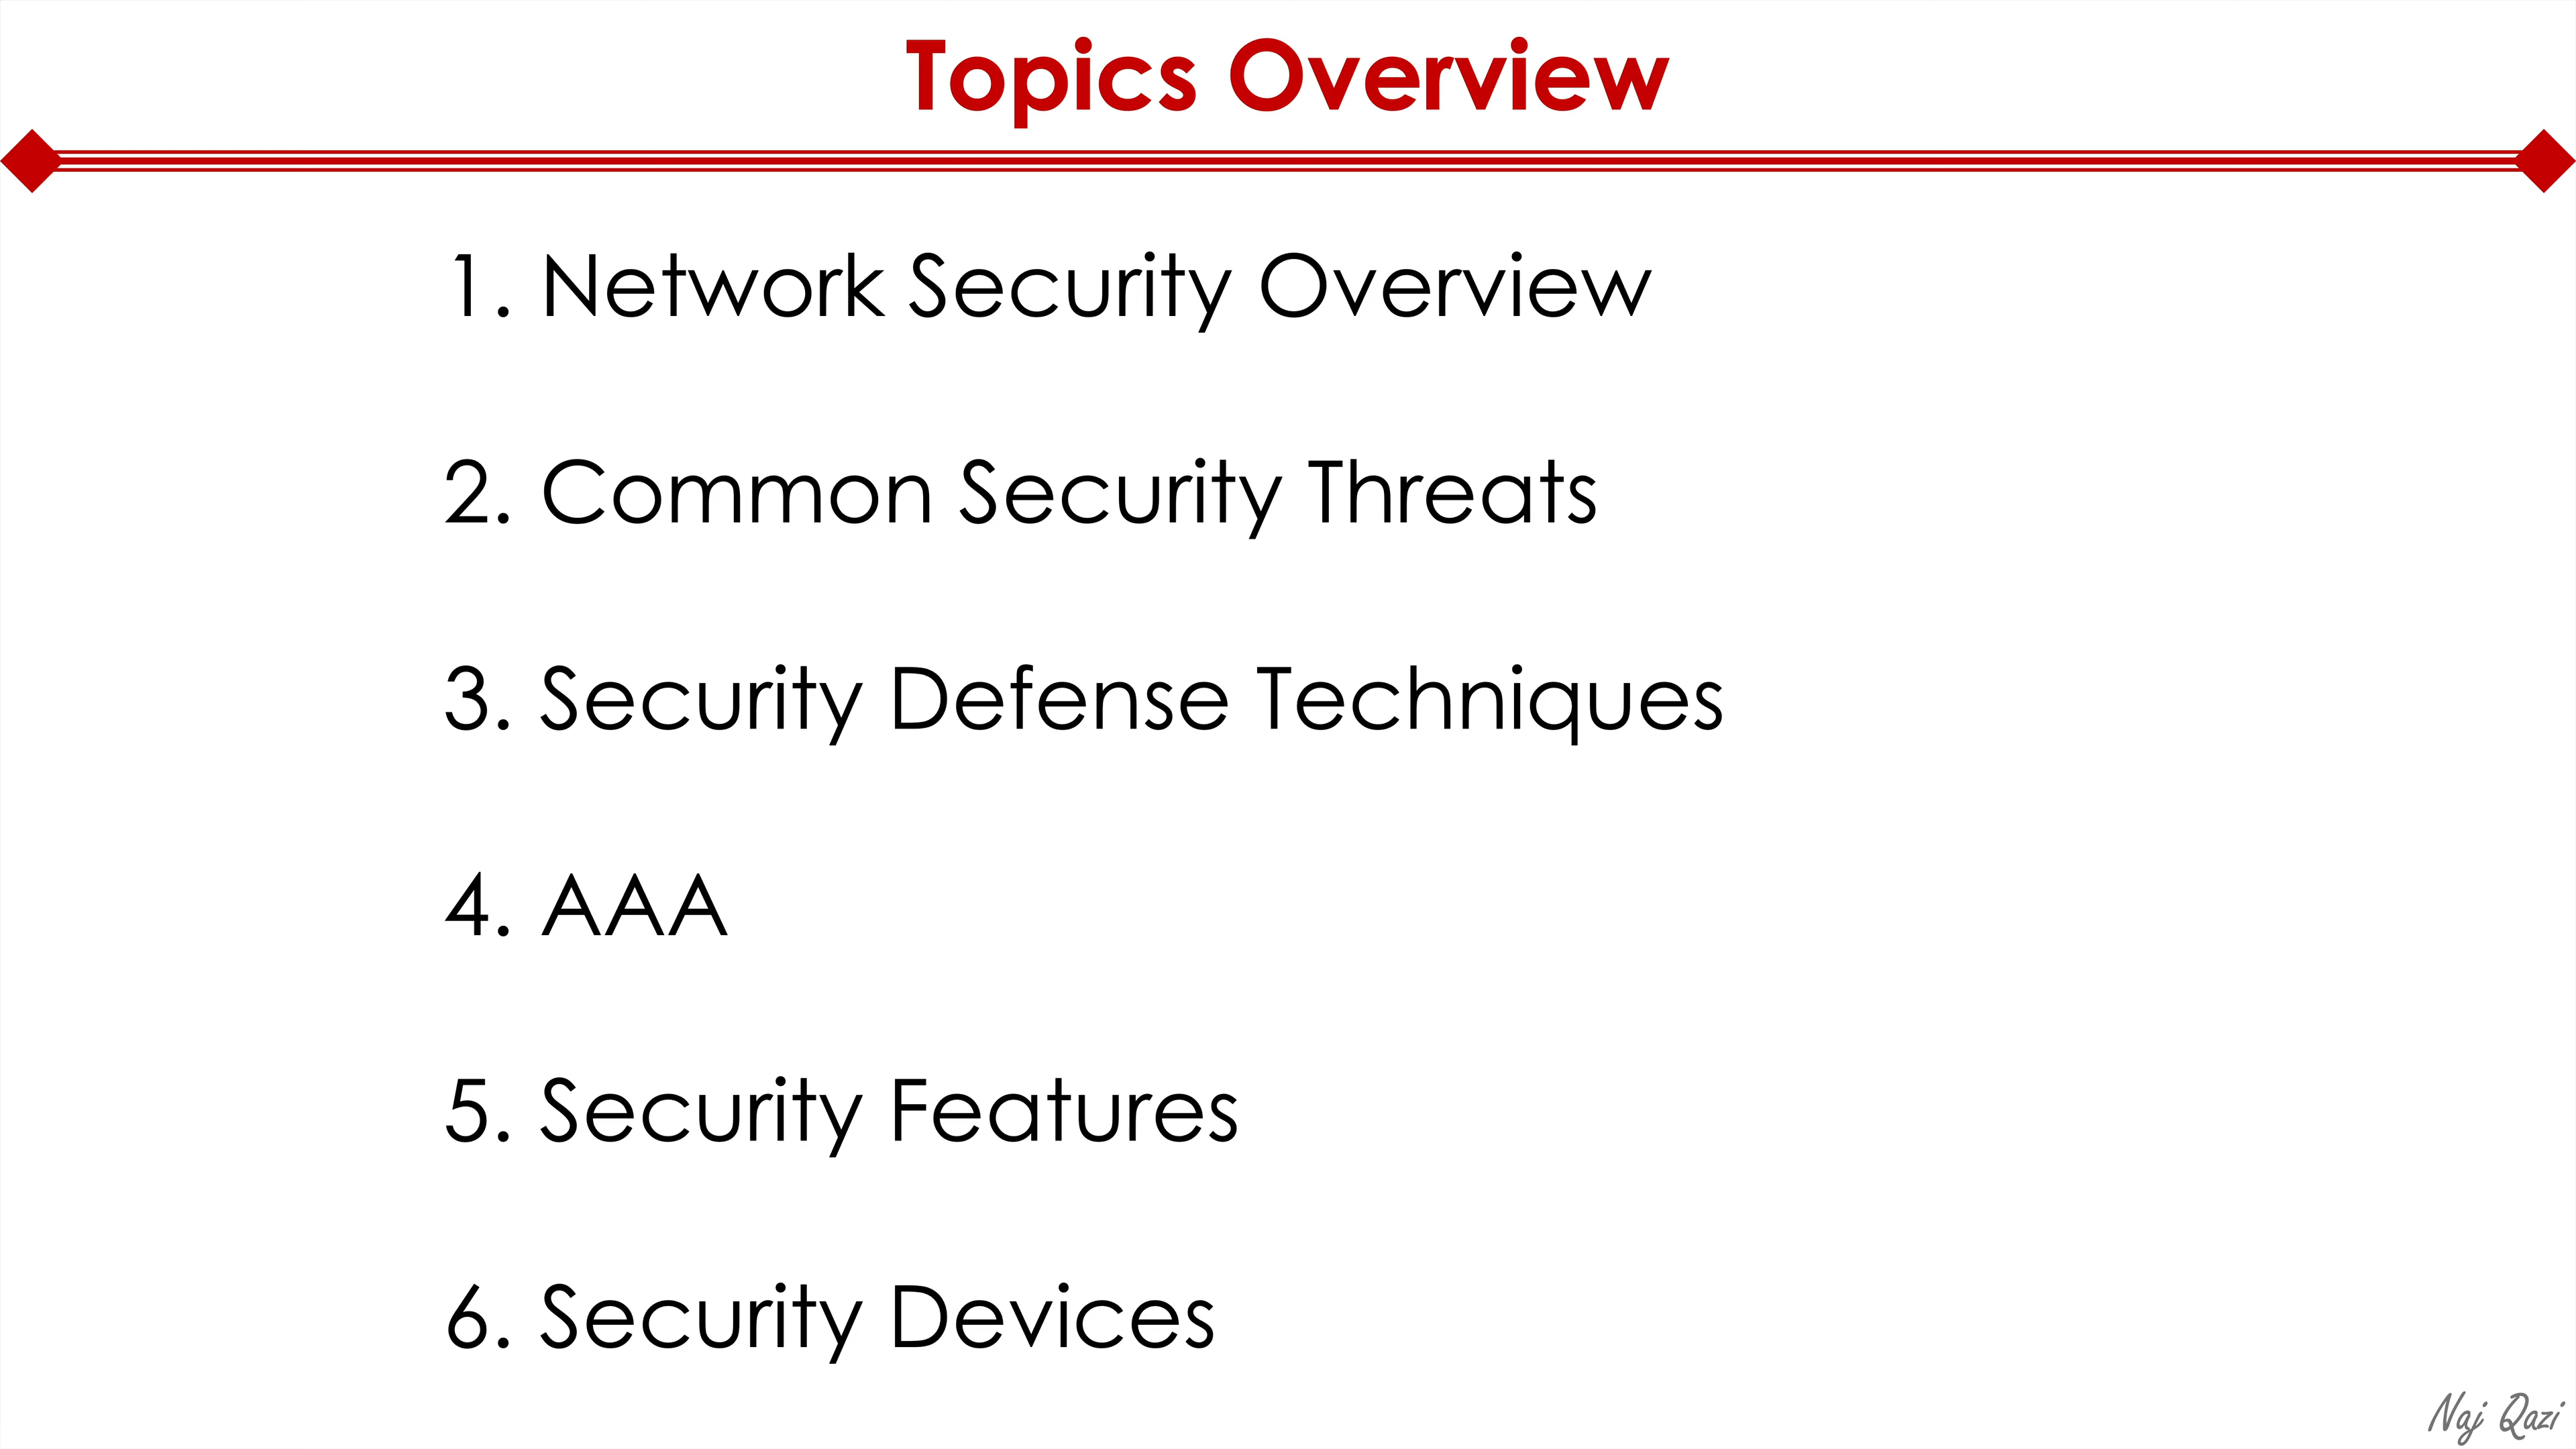 Topics Overview
1. Network Security Overview
2. Common Security Threats
3. Security Defense Techniques
4. AAA
5. Security Features
6. Security Devices
Naj Qazi